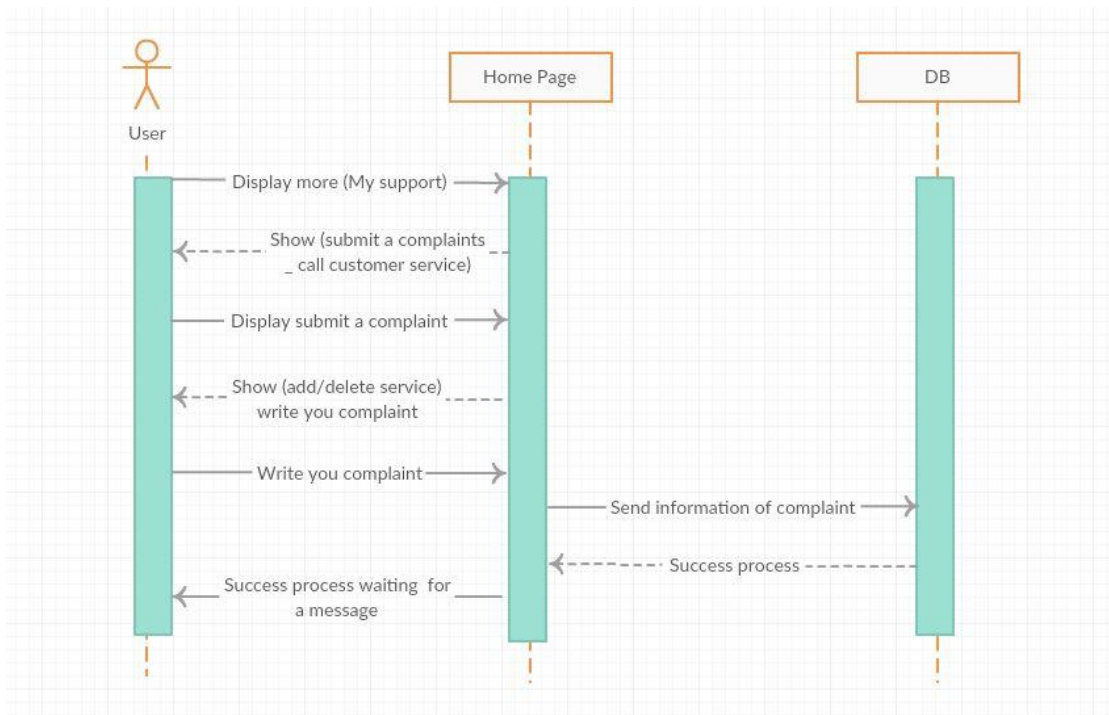 Home Page
DB
User
Display more (My support)
Show (submit a complaints
_ call customer service)
Display submit a complaint
Show (add/delete service)
write you complaint
Write you complaint
Send information of complaint
Success process
Success process waiting for
a message